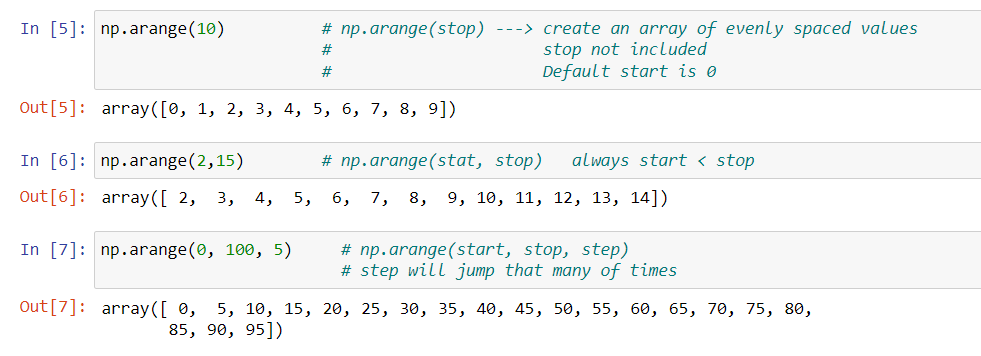 In [5]: np.arange(10) # np.arange(stop) ---> create an array of evenly spaced values
# stop not included
# Default start is 0
Out[5]: array([0, 1, 2, 3, 4, 5, 6, 7, 8, 9])
In [6]: np.arange(2,15) # np.arange(stat, stop) always start < stop
Out[6]: array([ 2, 3, 4, 5, 6, 7, 8, 9, 10, 11, 12, 13, 14])
In [7]: np.arange(0, 100, 5) # np.arange(start, stop, step)
# step will jump that many of times
Out[7]: array([ 0, 5, 10, 15, 20, 25, 30, 35, 40, 45, 50, 55, 60, 65, 70, 75, 80,
85, 90, 95])